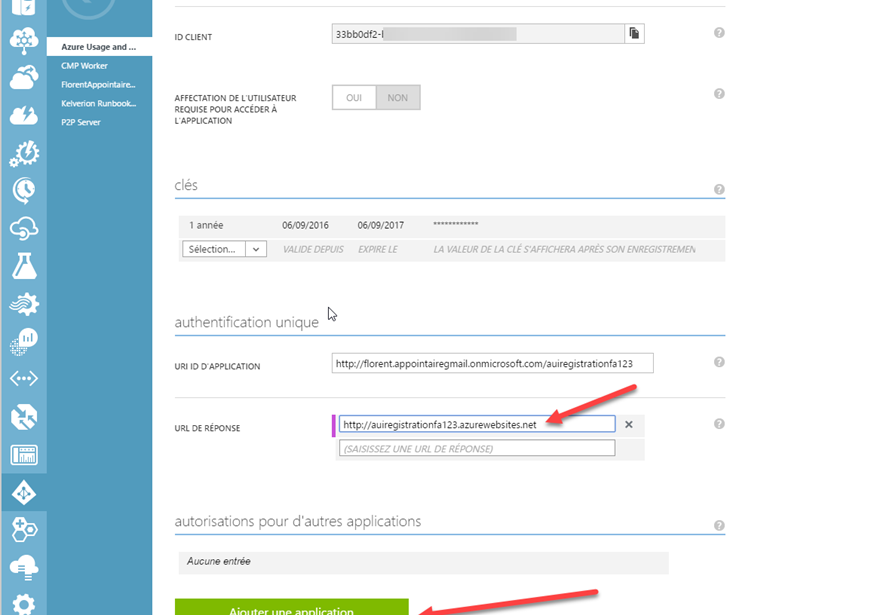 Azure Usage and ...
CMP Worker
FlorentAppointaire...
Kelverion Runbook...
P2P Server
ID CLIENT
33bb0df2-
AFFECTATION DE L'UTILISATEUR
REQUISE POUR ACCÉDER À
L'APPLICATION
OUI NON
clés
1 année 06/09/2016 06/09/2017 ************
Sélection... VALIDE DEPUIS EXPIRE LE LA VALEUR DE LA CLÉ S'AFFICHERA APRÈS SON ENREGISTREMEN
authentification unique
URI ID D'APPLICATION http://florent.appointairegmail.onmicrosoft.com/auiregistrationfa123
URL DE RÉPONSE http://auiregistrationfa123.azurewebsites.net
(SAISISSEZ UNE URL DE RÉPONSE)
autorisations pour d'autres applications
Aucune entrée
Ajouter une application